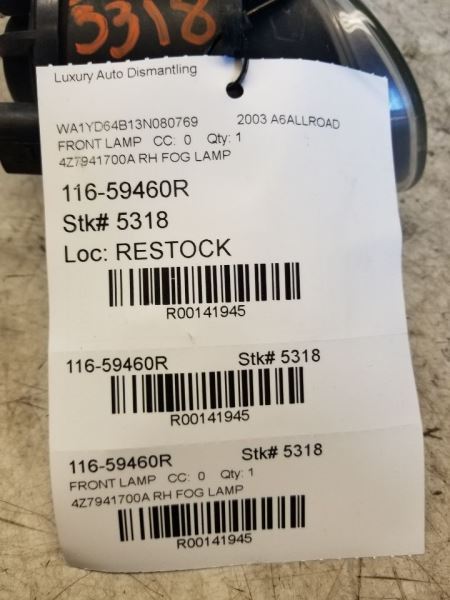 5318
Luxury Auto Dismantling
WA1YD64B13N080769 2003 A6ALLROAD
FRONT LAMP CC: 0 Qty: 1
4Z7941700A RH FOG LAMP
116-59460R
Stk# 5318
Loc: RESTOCK
R00141945
116-59460R Stk# 5318
R00141945
116-59460R Stk# 5318
FRONT LAMP CC: 0 Qty: 1
4Z7941700A RH FOG LAMP
R00141945